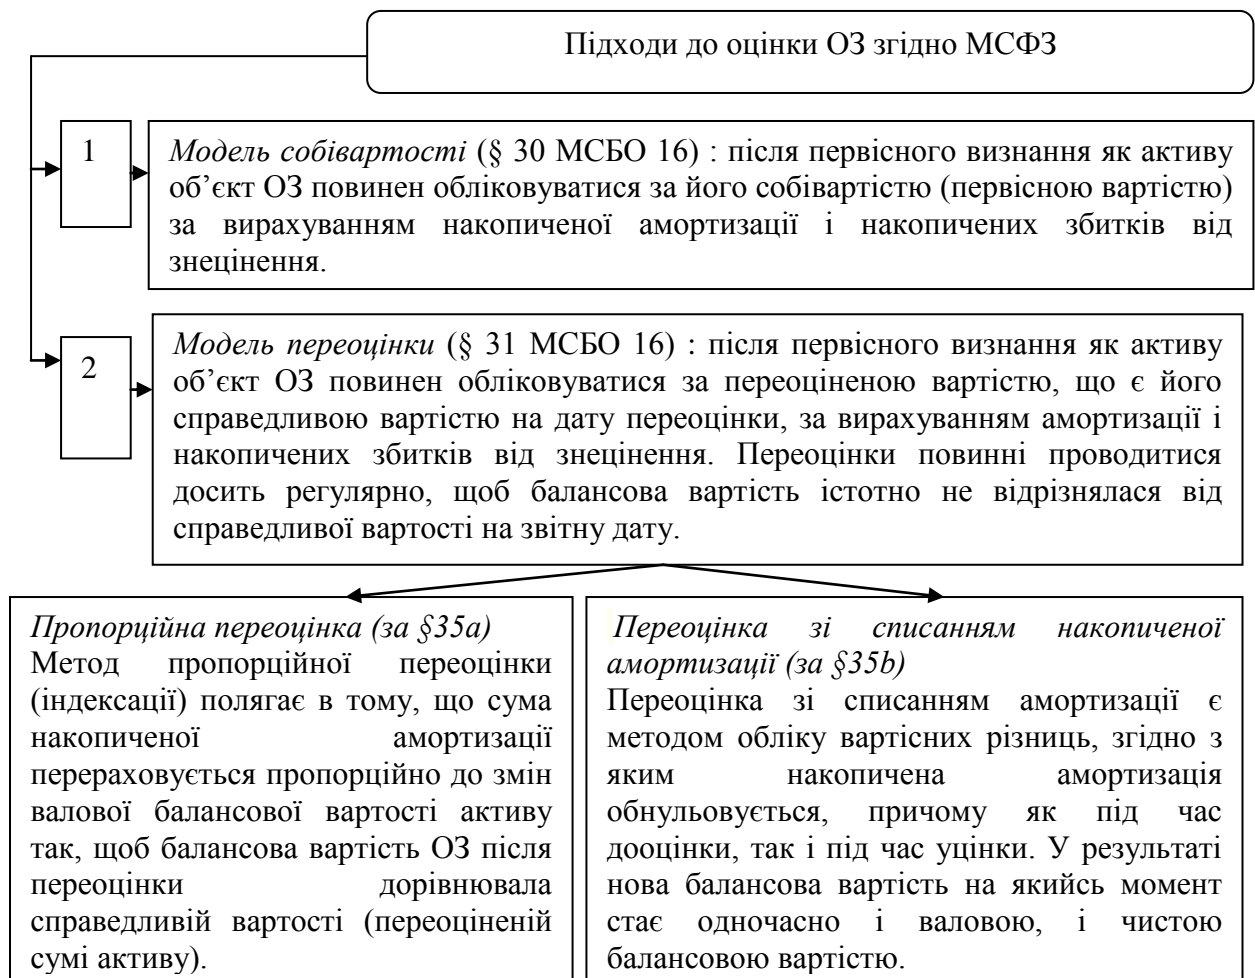 Підходи до оцінки ОЗ згідно МСФЗ
1
Модель собівартості (§ 30 МСБО 16) : після первісного визнання як активу
об’єкт ОЗ повинен обліковуватися за його собівартістю (первісною вартістю)
за вирахуванням накопиченої амортизації і накопичених збитків від
знецінення.
2
Модель переоцінки (§ 31 МСБО 16) : після первісного визнання як активу
об’єкт ОЗ повинен обліковуватися за переоціненою вартістю, що є його
справедливою вартістю на дату переоцінки, за вирахуванням амортизації і
накопичених збитків від знецінення. Переоцінки повинні проводитися
досить регулярно, щоб балансова вартість істотно не відрізнялася від
справедливої вартості на звітну дату.
Пропорційна переоцінка (за §35а)
Метод пропорційної переоцінки
(індексації) полягає в тому, що сума
накопиченої амортизації
перераховується пропорційно до змін
валової балансової вартості активу
так, щоб балансова вартість ОЗ після
переоцінки дорівнювала
справедливій вартості (переоціненій
сумі активу).
Переоцінка зі списанням накопиченої
амортизації (за §35b)
Переоцінка зі списанням амортизації є
методом обліку вартісних різниць, згідно з
яким накопичена амортизація
обнульовується, причому як під час
дооцінки, так і під час уцінки. У результаті
нова балансова вартість на якийсь момент
стає одночасно і валовою, і чистою
балансовою вартістю.